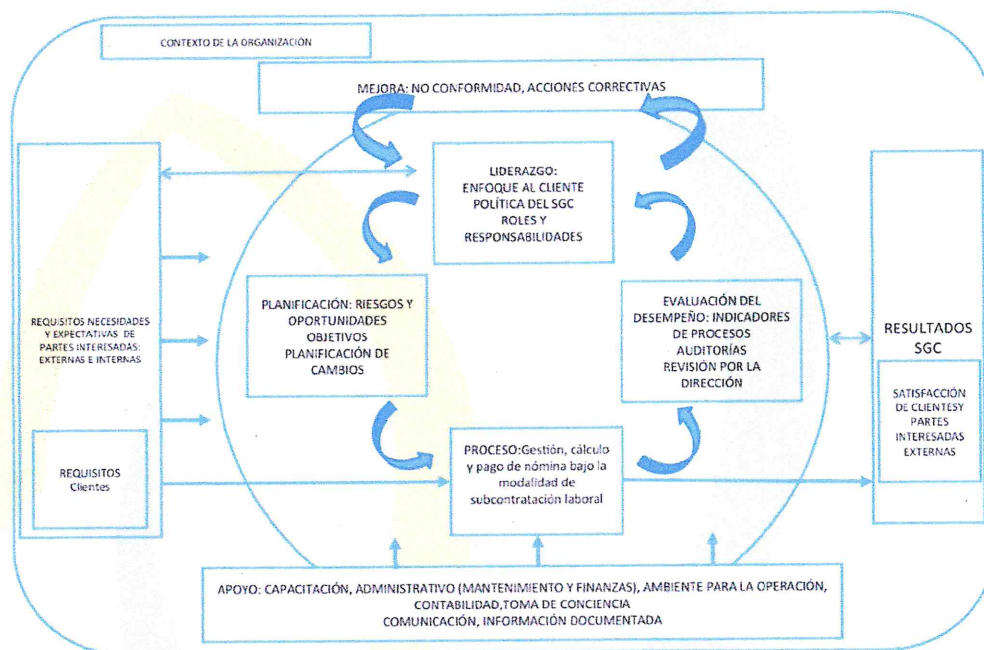 CONTEXTO DE LA ORGANIZACIÓN
MEJORA: NO CONFORMIDAD, ACCIONES CORRECTIVAS
LIDERAZGO:
ENFOQUE AL CLIENTE
POLÍTICA DEL SGC
ROLES Y
RESPONSABILIDADES
PLANIFICACIÓN: RIESGOS Y
OPORTUNIDADES
OBJETIVOS
PLANIFICACIÓN DE
CAMBIOS
EVALUACIÓN DEL
DESEMPEÑO: INDICADORES
DE PROCESOS
AUDITORÍAS
REVISIÓN POR LA
DIRECCIÓN
REQUISITOS NECESIDADES
Y EXPECTATIVAS DE
PARTES INTERESADAS:
EXTERNAS E INTERNAS
REQUISITOS
Clientes
PROCESO:Gestión, cálculo
y pago de nómina bajo la
modalidad de
subcontratación laboral
RESULTADOS
SGC
SATISFACCIÓN
DE CLIENTESY
PARTES
INTERESADAS
EXTERNAS
APOYO: CAPACITACIÓN, ADMINISTRATIVO (MANTENIMIENTO Y FINANZAS), AMBIENTE PARA LA OPERACIÓN,
CONTABILIDAD,TOMA DE CONCIENCIA
COMUNICACIÓN, INFORMACIÓN DOCUMENTADA